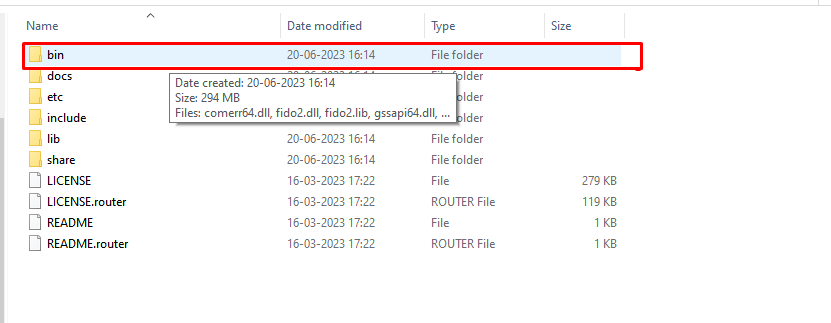 Name Date modified Type Size
bin 20-06-2023 16:14 File folder
docs 20-06-2023 16:14 File folder
Date created: 20-06-2023 16:14
etc File folder
Size: 294 MB
Files: comerr64.dll, fido2.dll, fido2.lib, gssapi64.dll, ...
include File folder
lib 20-06-2023 16:14 File folder
share 20-06-2023 16:14 File folder
LICENSE 16-03-2023 17:22 File 279 KB
LICENSE.router 16-03-2023 17:22 ROUTER File 119 KB
README 16-03-2023 17:22 File 1 KB
README.router 16-03-2023 17:22 ROUTER File 1 KB